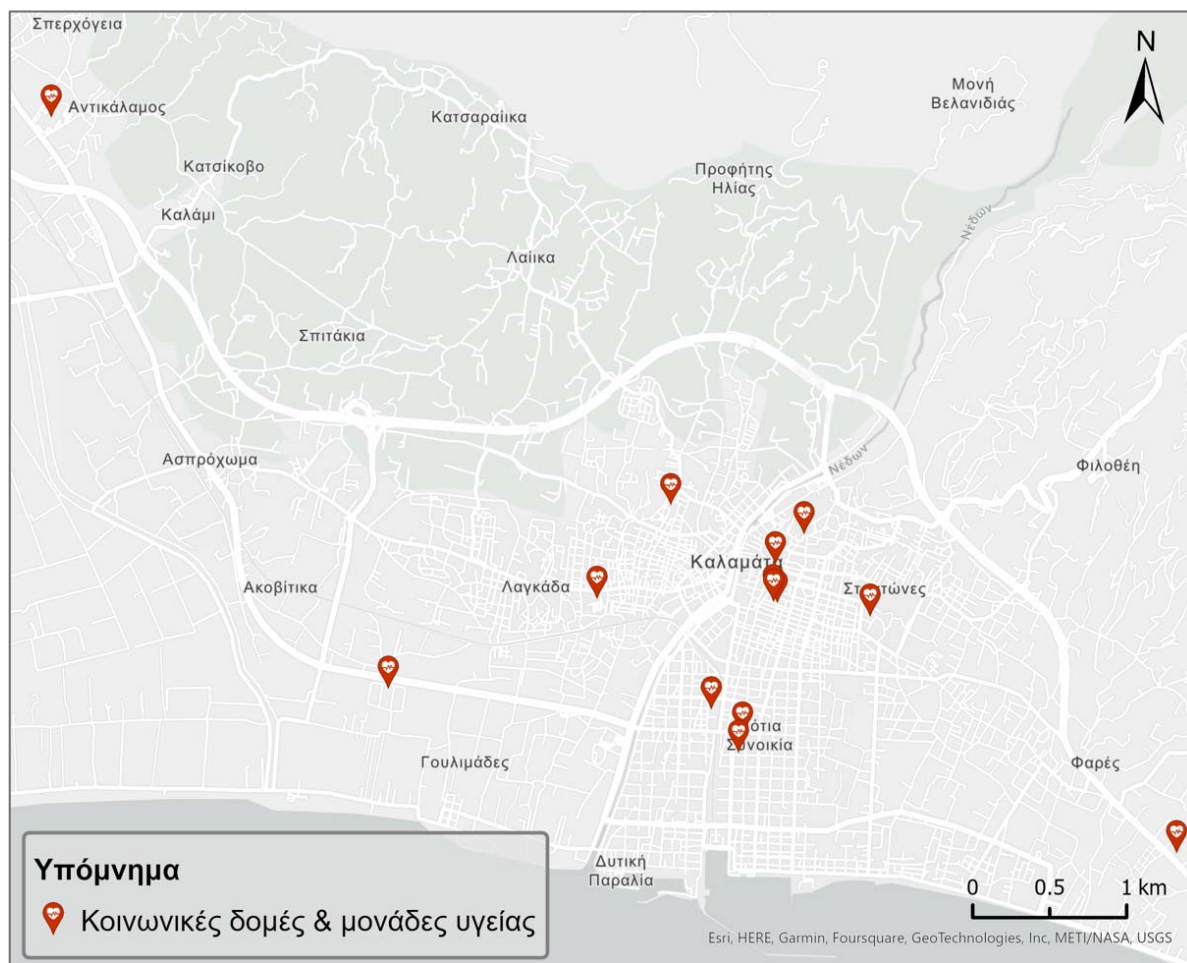 Σπερχόγεια
N
Αντικάλαμος
Μονή
Βελανιδιάς
Κατσαραίικα
Κατσίκοβο
Προφήτης
Ηλίας
Καλάμι
Νέδων
Λαίικα
Σπιτάκια
Ασπρόχωμα
Νέδων
Φιλοθέη
Καλαμάτα
Ακοβίτικα
Λαγκάδα
Γουλιμάδες
Συνοικία
Φαρές
Δυτική
Παραλία
Υπόμνημα
Κοινωνικές δομές & μονάδες υγείας
0 0.5 1 km
Esri, HERE, Garmin, Foursquare, GeoTechnologies, Inc, METI/NASA, USGS